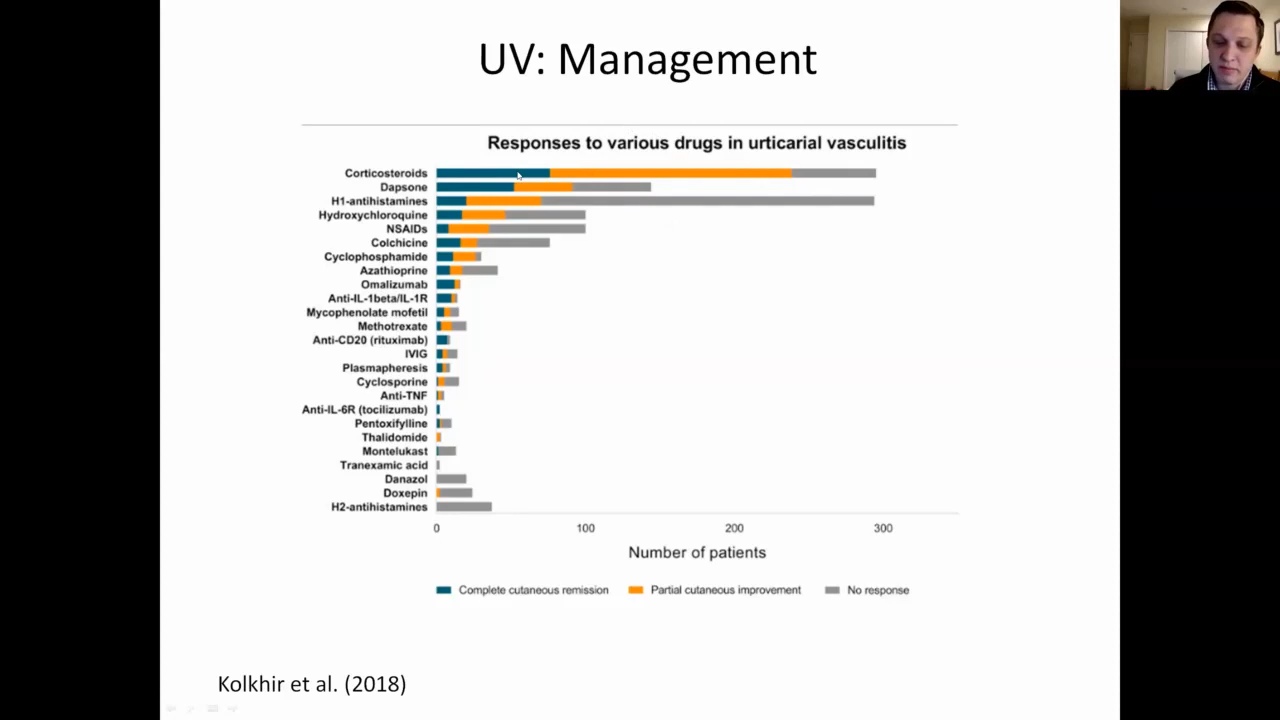 UV: Management
Responses to various drugs in urticarial vasculitis
Corticosteroids
Dapsone
H1-antihistamines
Hydroxychloroquine
NSAIDs
Colchicine
Cyclophosphamide
Azathioprine
Omalizumab
Anti-IL-1beta/IL-1R
Mycophenolate mofetil
Methotrexate
Anti-CD20 (rituximab)
IVIG
Plasmapheresis
Cyclosporine
Anti-TNF
Anti-IL-6R (tocilizumab)
Pentoxifylline
Thalidomide
Montelukast
Tranexamic acid
Danazol
Doxepin
H2-antihistamines
0 100 200 300
Number of patients
Complete cutaneous remission Partial cutaneous improvement No response
Kolkhir et al. (2018)